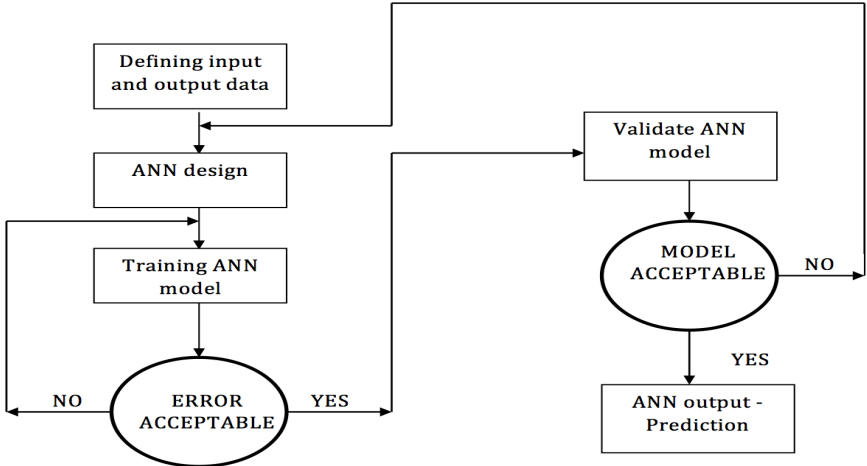 Defining input
and output data
ANN design
Training ANN
model
NO
ERROR
ACCEPTABLE
YES
Validate ANN
model
MODEL
ACCEPTABLE
NO
YES
ANN output -
Prediction